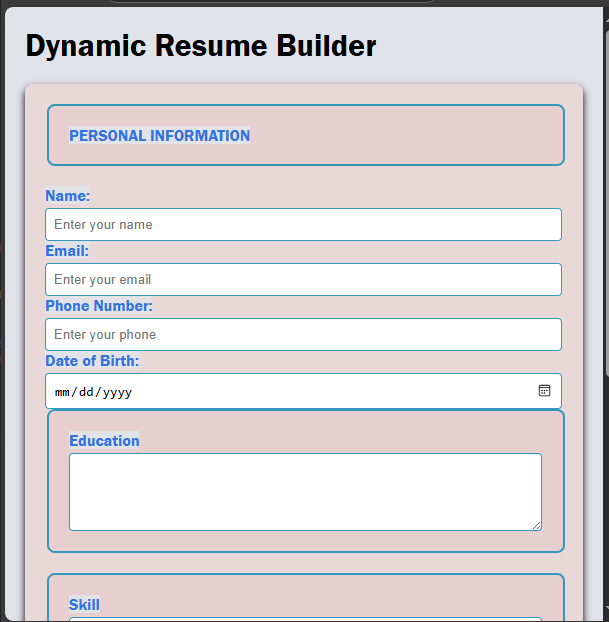 Dynamic Resume Builder
PERSONAL INFORMATION
Name:
Enter your name
Email:
Enter your email
Phone Number:
Enter your phone
Date of Birth:
mm/dd/yyyy
Education
Skill